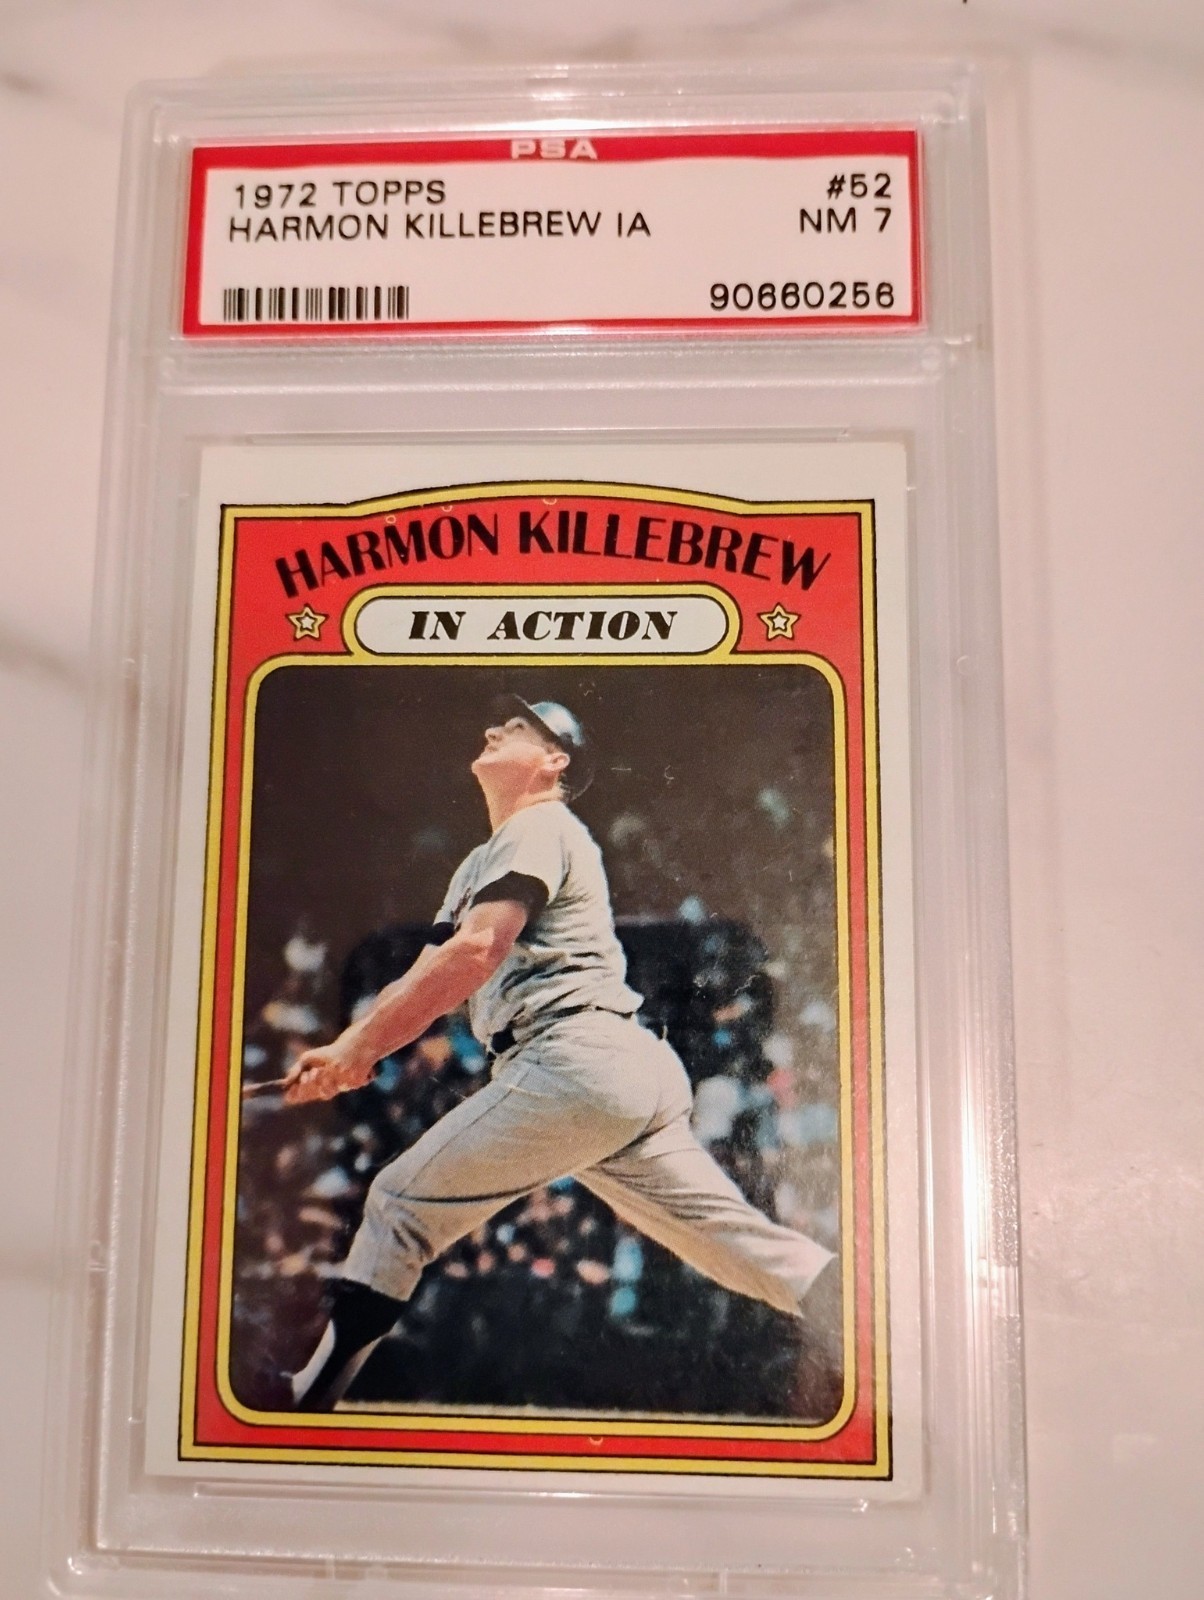 PSA
1972 TOPPS #52
HARMON KILLEBREW IA NM 7
90660256
HARMON KILLEBREW
IN ACTION